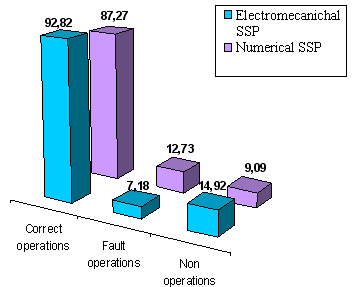 Electromecanichal
SSP
Numerical SSP
92,82
87,27
7,18
12,73
14,92
9,09
Correct
operations
Fault
operations
Non
operations